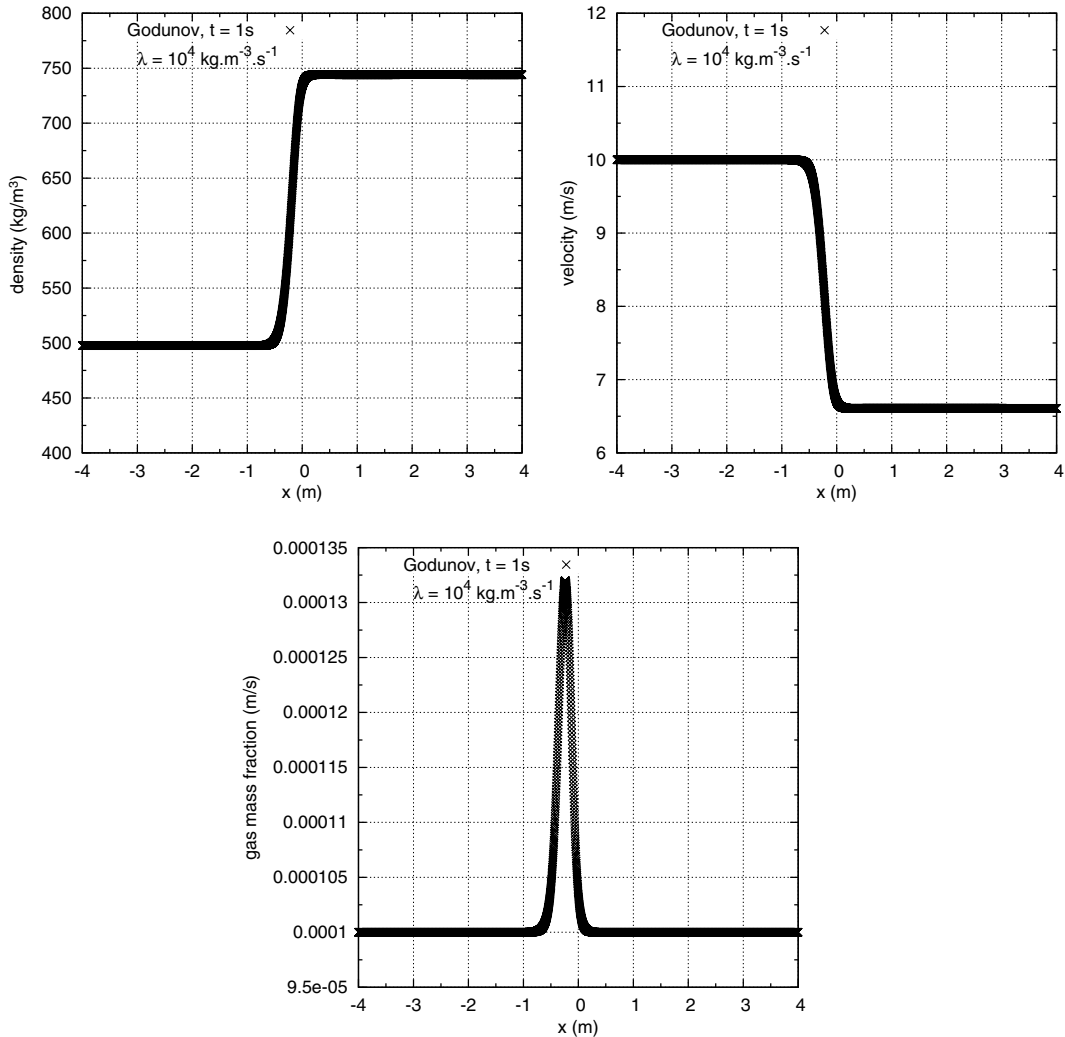 Godunov, t = 1s
λ = 10⁴ kg.m⁻³.s⁻¹
800
750
700
650
600
550
500
450
400
density (kg/m³)
-4 -3 -2 -1 0 1 2 3 4
x (m)
Godunov, t = 1s
λ = 10⁴ kg.m⁻³.s⁻¹
12
11
10
9
8
7
6
velocity (m/s)
-4 -3 -2 -1 0 1 2 3 4
x (m)
Godunov, t = 1s
λ = 10⁴ kg.m⁻³.s⁻¹
0.000135
0.00013
0.000125
0.00012
0.000115
0.00011
0.000105
0.0001
9.5e-05
gas mass fraction (m/s)
-4 -3 -2 -1 0 1 2 3 4
x (m)